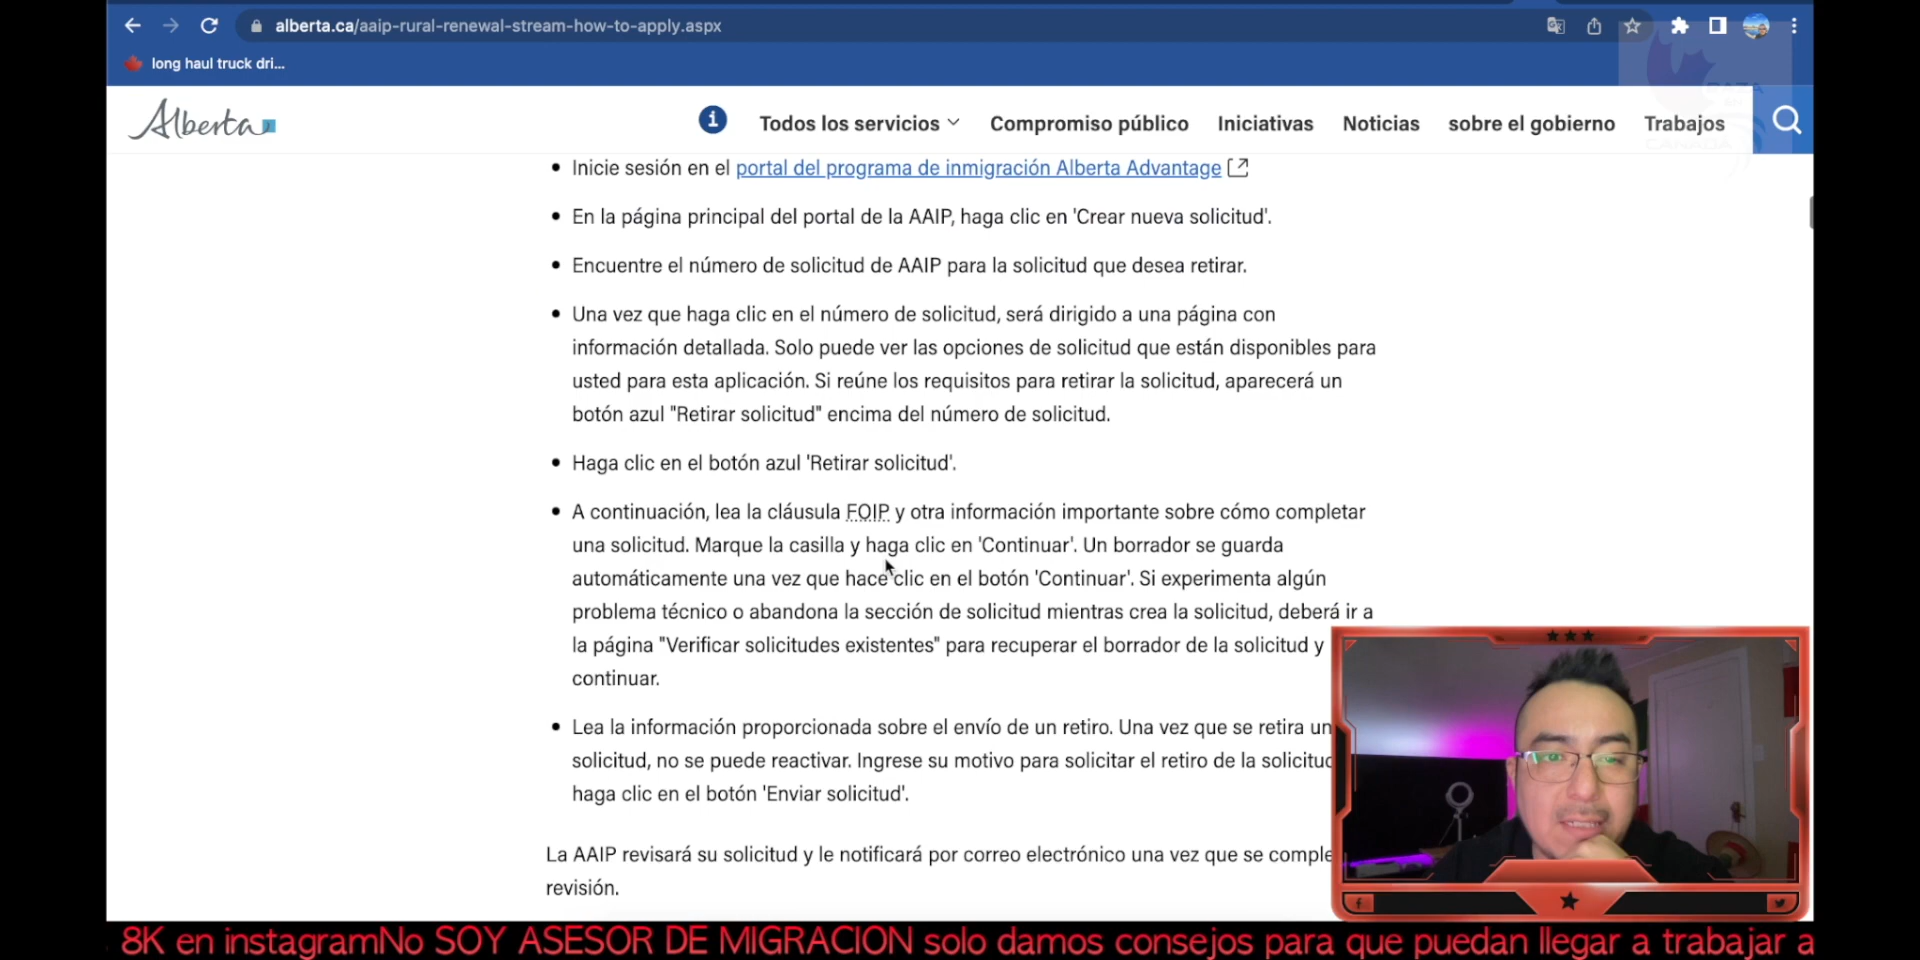 alberta.ca/aaip-rural-renewal-stream-how-to-apply.aspx
long haul truck dri...
Alberta
Todos los servicios
Compromiso público
Iniciativas
Noticias
sobre el gobierno
Trabajos
• Inicie sesión en el portal del programa de inmigración Alberta Advantage
• En la página principal del portal de la AAIP, haga clic en 'Crear nueva solicitud'.
• Encuentre el número de solicitud de AAIP para la solicitud que desea retirar.
• Una vez que haga clic en el número de solicitud, será dirigido a una página con
información detallada. Solo puede ver las opciones de solicitud que están disponibles para
usted para esta aplicación. Si reúne los requisitos para retirar la solicitud, aparecerá un
botón azul "Retirar solicitud" encima del número de solicitud.
• Haga clic en el botón azul 'Retirar solicitud'.
• A continuación, lea la cláusula FOIP y otra información importante sobre cómo completar
una solicitud. Marque la casilla y haga clic en 'Continuar'. Un borrador se guarda
automáticamente una vez que hace clic en el botón 'Continuar'. Si experimenta algún
problema técnico o abandona la sección de solicitud mientras crea la solicitud, deberá ir a
la página "Verificar solicitudes existentes" para recuperar el borrador de la solicitud y
continuar.
• Lea la información proporcionada sobre el envío de un retiro. Una vez que se retira un
solicitud, no se puede reactivar. Ingrese su motivo para solicitar el retiro de la solicitud
haga clic en el botón 'Enviar solicitud'.
La AAIP revisará su solicitud y le notificará por correo electrónico una vez que se comple
revisión.
8K en instagramNo SOY ASESOR DE MIGRACION solo damos consejos para que puedan llegar a trabajar a